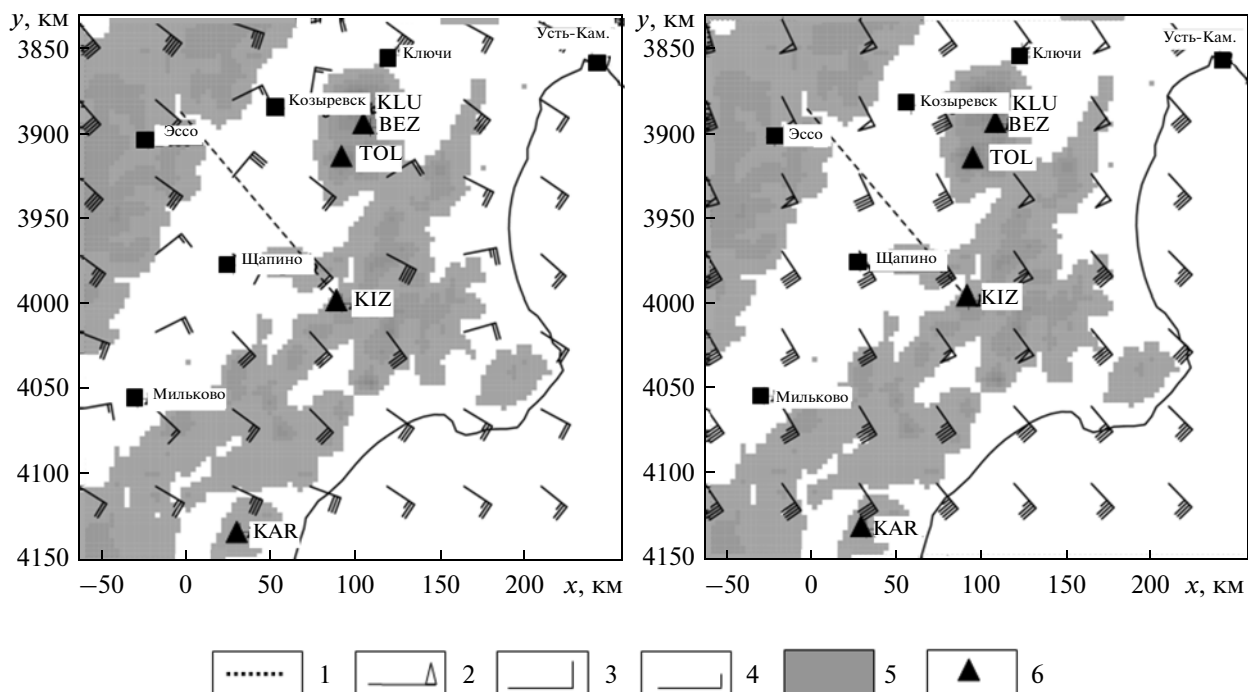 y, км
3850
3900
3950
4000
4050
4100
4150
−50
0
50
100
150
200
x, км
Усть-Кам.
Ключи
Козыревск
KLU
BEZ
Эссо
TOL
Щапино
KIZ
Мильково
KAR
y, км
3850
3900
3950
4000
4050
4100
4150
−50
0
50
100
150
200
x, км
Усть-Кам.
Ключи
Козыревск
KLU
BEZ
Эссо
TOL
Щапино
KIZ
Мильково
KAR
1
2
3
4
5
6